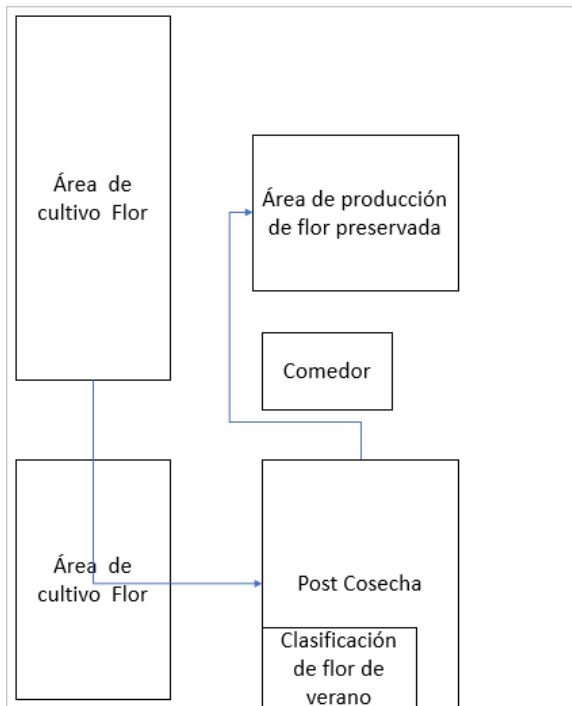 Área de
cultivo Flor
Área de producción
de flor preservada
Comedor
Área de
cultivo Flor
Post Cosecha
Clasificación
de flor de
verano